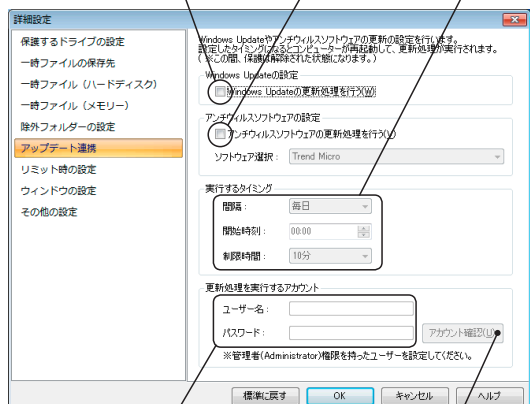 詳細設定
保護するドライブの設定
一時ファイルの保存先
一時ファイル（ハードディスク）
一時ファイル（メモリー）
除外フォルダーの設定
アップデート連携
リミット時の設定
ウィンドウの設定
その他の設定
Windows Updateやアンチウィルスソフトウェアの更新の設定を行います。
設定したタイミングになるとコンピューターが再起動して、更新処理が実行されます。
（※この間、保護は解除された状態になります。）
Windows Updateの設定
Windows Updateの更新処理を行う(W)
アンチウィルスソフトウェアの設定
アンチウィルスソフトウェアの更新処理を行う(V)
ソフトウェア選択： Trend Micro
実行するタイミング
間隔： 毎日
開始時刻： 00:00
制限時間： 10分
更新処理を実行するアカウント
ユーザー名：
パスワード： アカウント確認(U)
※管理者(Administrator)権限を持ったユーザーを設定してください。
標準に戻す OK キャンセル ヘルプ